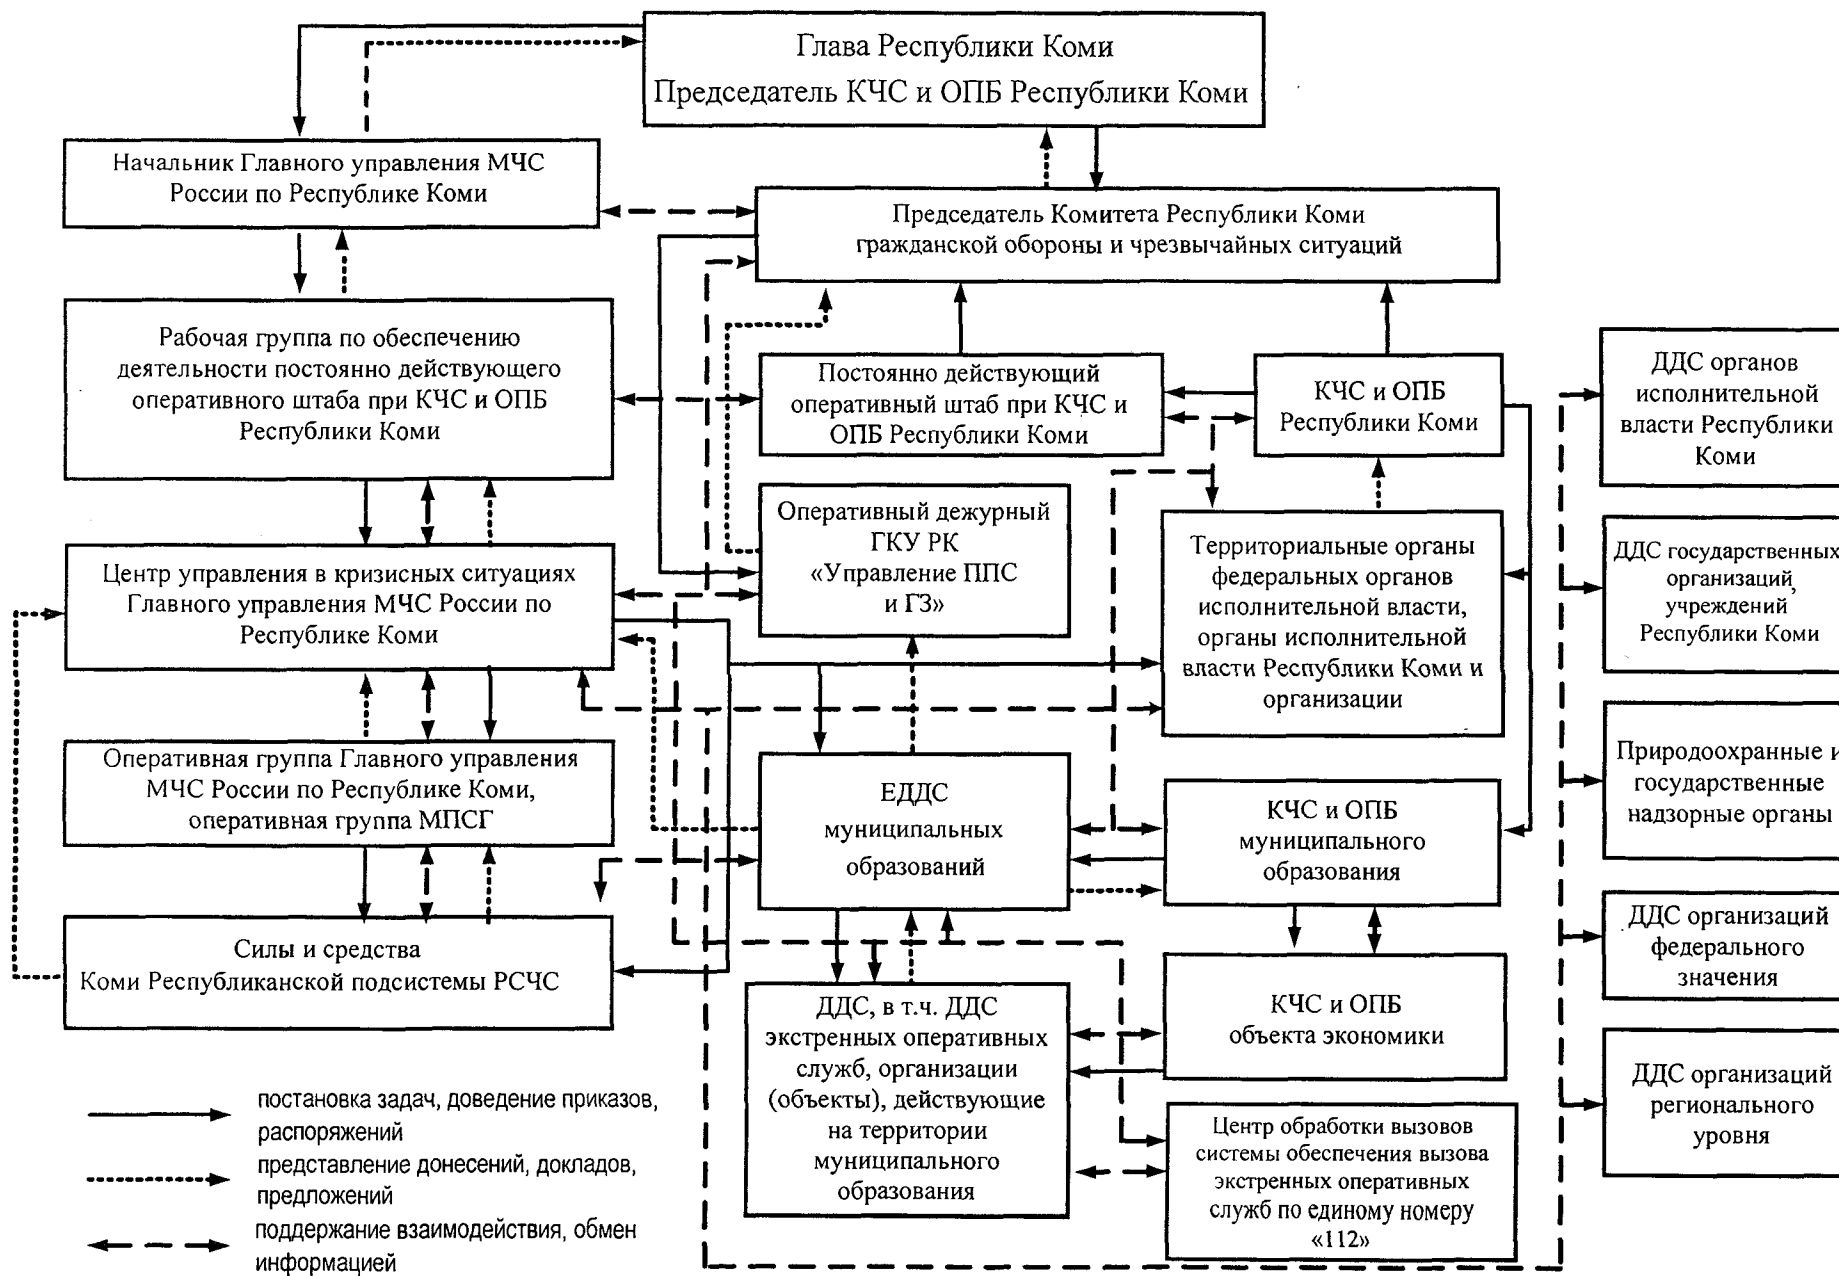 Глава Республики Коми
Председатель КЧС и ОПБ Республики Коми
Начальник Главного управления МЧС
России по Республике Коми
Председатель Комитета Республики Коми
гражданской обороны и чрезвычайных ситуаций
Рабочая группа по обеспечению
деятельности постоянно действующего
оперативного штаба при КЧС и ОПБ
Республики Коми
Постоянно действующий
оперативный штаб при КЧС и
ОПБ Республики Коми
КЧС и ОПБ
Республики Коми
ДДС органов
исполнительной
власти Республики
Коми
Центр управления в кризисных ситуациях
Главного управления МЧС России по
Республике Коми
Оперативный дежурный
ГКУ РК
«Управление ППС
и ГЗ»
Территориальные органы
федеральных органов
исполнительной власти,
органы исполнительной
власти Республики Коми и
организации
ДДС государственных
организаций,
учреждений
Республики Коми
Оперативная группа Главного управления
МЧС России по Республике Коми,
оперативная группа МПСГ
ЕДДС
муниципальных
образований
КЧС и ОПБ
муниципального
образования
Природоохранные и
государственные
надзорные органы
Силы и средства
Коми Республиканской подсистемы РСЧС
ДДС, в т.ч. ДДС
экстренных оперативных
служб, организации
(объекты), действующие
на территории
муниципального
образования
КЧС и ОПБ
объекта экономики
ДДС организаций
федерального
значения
Центр обработки вызовов
системы обеспечения вызова
экстренных оперативных
служб по единому номеру
«112»
ДДС организаций
регионального
уровня
постановка задач, доведение приказов,
распоряжений
представление донесений, докладов,
предложений
поддержание взаимодействия, обмен
информацией